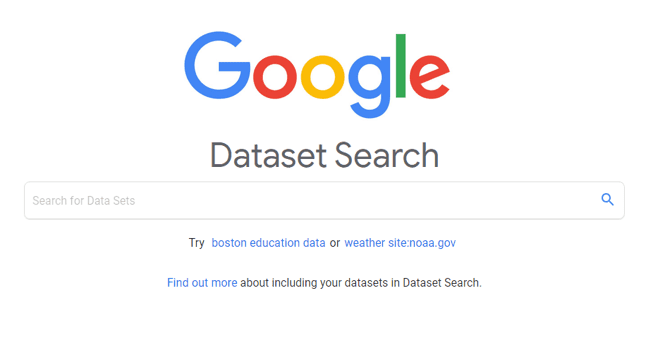 Google
Dataset Search
Search for Data Sets
Try boston education data or weather site:noaa.gov
Find out more about including your datasets in Dataset Search.